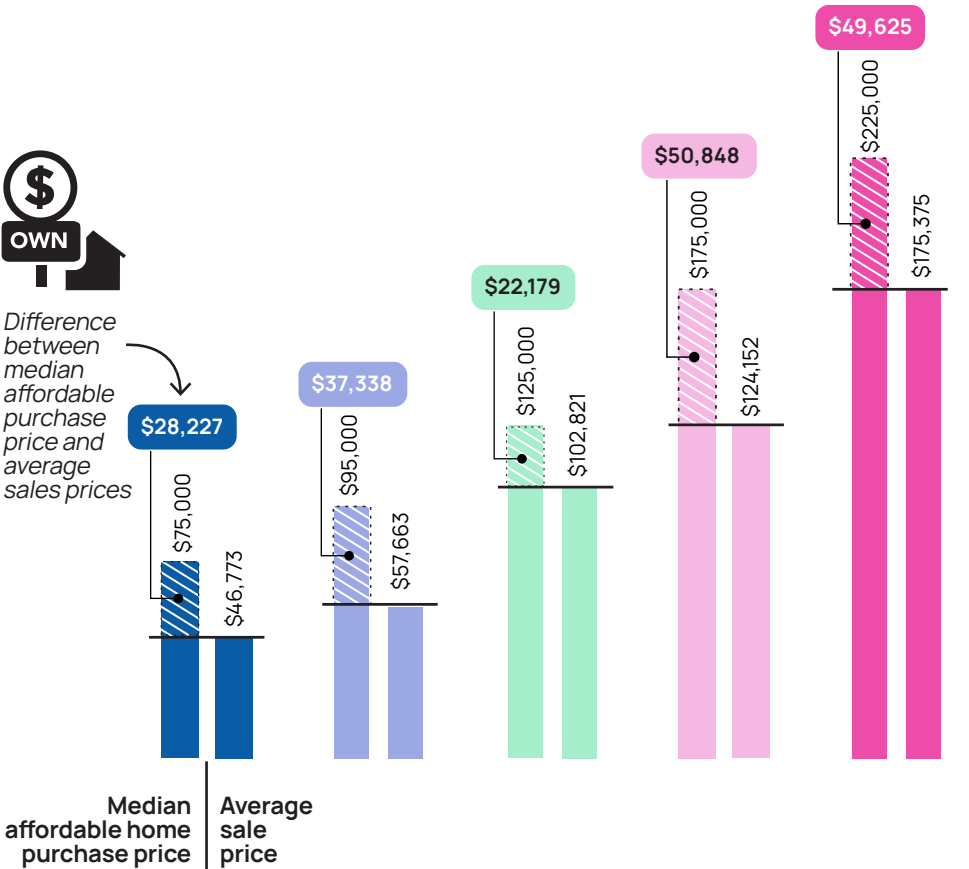 $
OWN
Difference
between
median
affordable
purchase
price and
average
sales prices
$28,227
$75,000
$46,773
$37,338
$95,000
$57,663
$22,179
$125,000
$102,821
$50,848
$175,000
$124,152
$49,625
$225,000
$175,375
Median
affordable home
purchase price
Average
sale
price